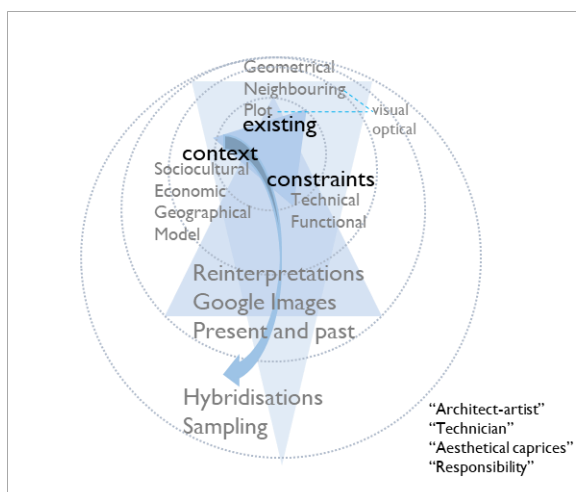 Geometrical
Neighbouring
Plot
visual
optical
existing
context
Sociocultural
Economic
Geographical
Model
constraints
Technical
Functional
Reinterpretations
Google Images
Present and past
Hybridisations
Sampling
“Architect-artist”
“Technician”
“Aesthetical caprices”
“Responsibility”